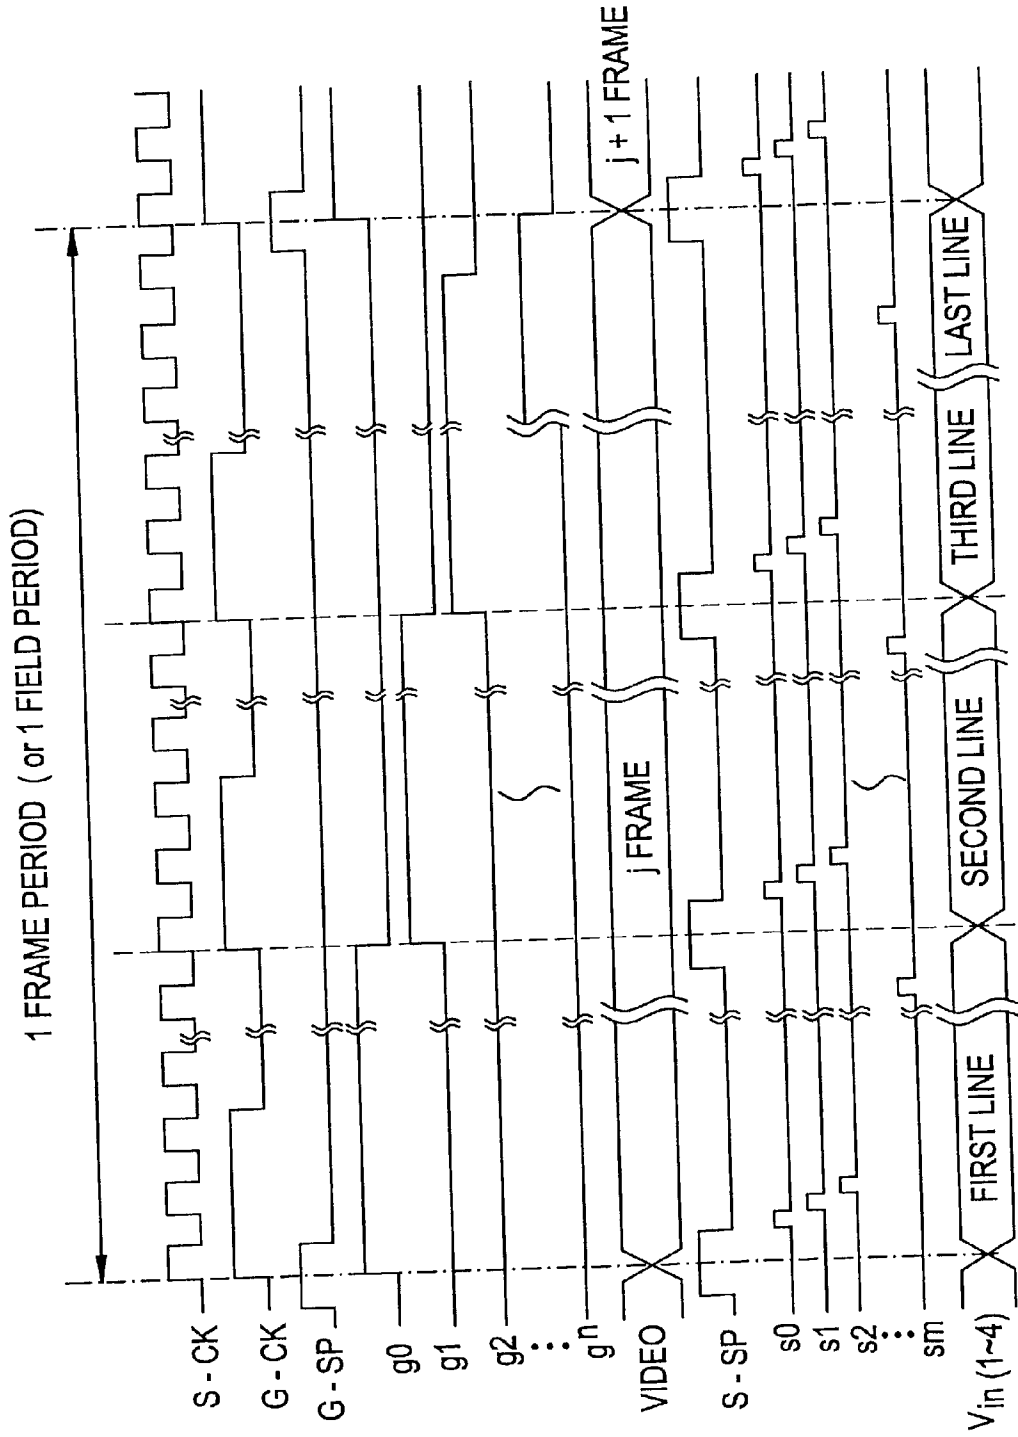 1 FRAME PERIOD ( or 1 FIELD PERIOD)
S - CK
G - CK
G - SP
g0
g1
g2
gn
VIDEO
j FRAME
j + 1 FRAME
S - SP
s0
s1
s2
sm
Vin (1~4)
FIRST LINE
SECOND LINE
THIRD LINE
LAST LINE